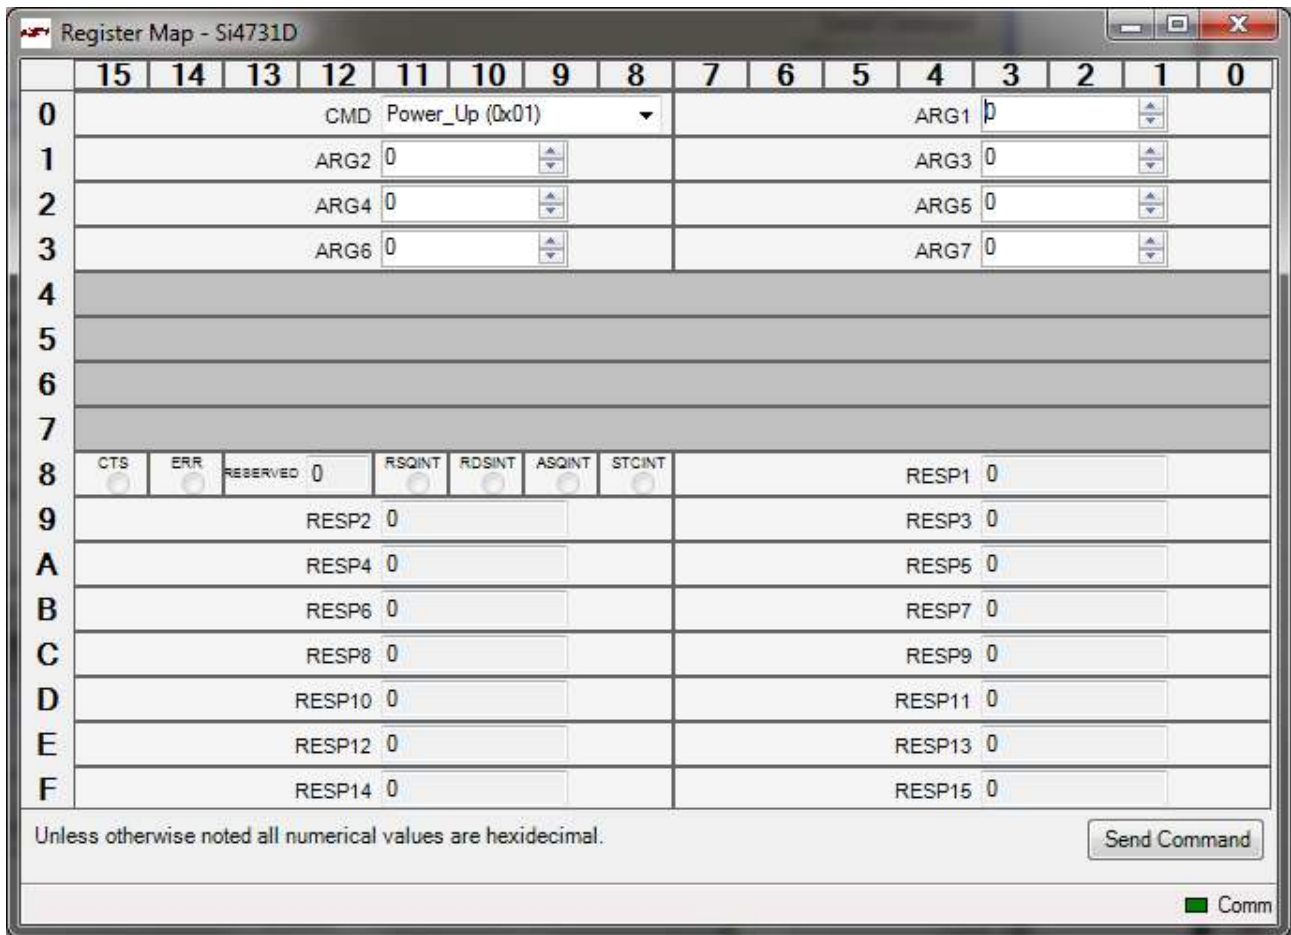 Register Map - Si4731D
15 14 13 12 11 10 9 8 7 6 5 4 3 2 1 0
0 CMD Power_Up (0x01) ARG1 0
1 ARG2 0 ARG3 0
2 ARG4 0 ARG5 0
3 ARG6 0 ARG7 0
4
5
6
7
8 CTS ERR RESERVED 0 RSQINT RDSINT ASQINT STCINT RESP1 0
9 RESP2 0 RESP3 0
A RESP4 0 RESP5 0
B RESP6 0 RESP7 0
C RESP8 0 RESP9 0
D RESP10 0 RESP11 0
E RESP12 0 RESP13 0
F RESP14 0 RESP15 0
Unless otherwise noted all numerical values are hexidecimal.
Send Command
Comm